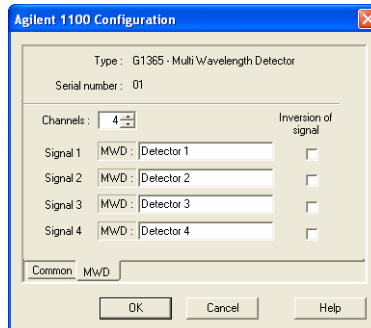 Agilent 1100 Configuration
Type : G1365 - Multi Wavelength Detector
Serial number : 01
Channels : 4
Inversion of
signal
Signal 1 MWD : Detector 1
Signal 2 MWD : Detector 2
Signal 3 MWD : Detector 3
Signal 4 MWD : Detector 4
Common MWD
OK Cancel Help